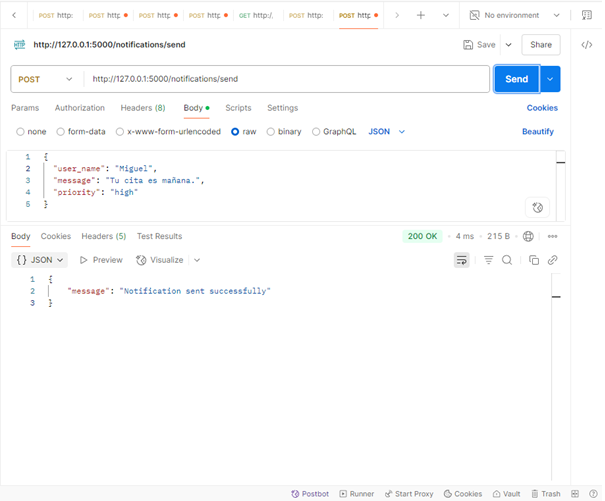 POST http: POST http POST http POST http GET http:/. POST http: POST http: POST http No environment
HTTP http://127.0.0.1:5000/notifications/send Save Share
POST http://127.0.0.1:5000/notifications/send Send
Params Authorization Headers (8) Body Scripts Settings Cookies
none form-data x-www-form-urlencoded raw binary GraphQL JSON Beautify
1 {
2 "user_name": "Miguel",
3 "message": "Tu cita es mañana.",
4 "priority": "high"
5 }
Body Cookies Headers (5) Test Results 200 OK • 4 ms • 215 B
{} JSON Preview Visualize
1 {
2 "message": "Notification sent successfully"
3 }
Postbot Runner Start Proxy Cookies Vault Trash